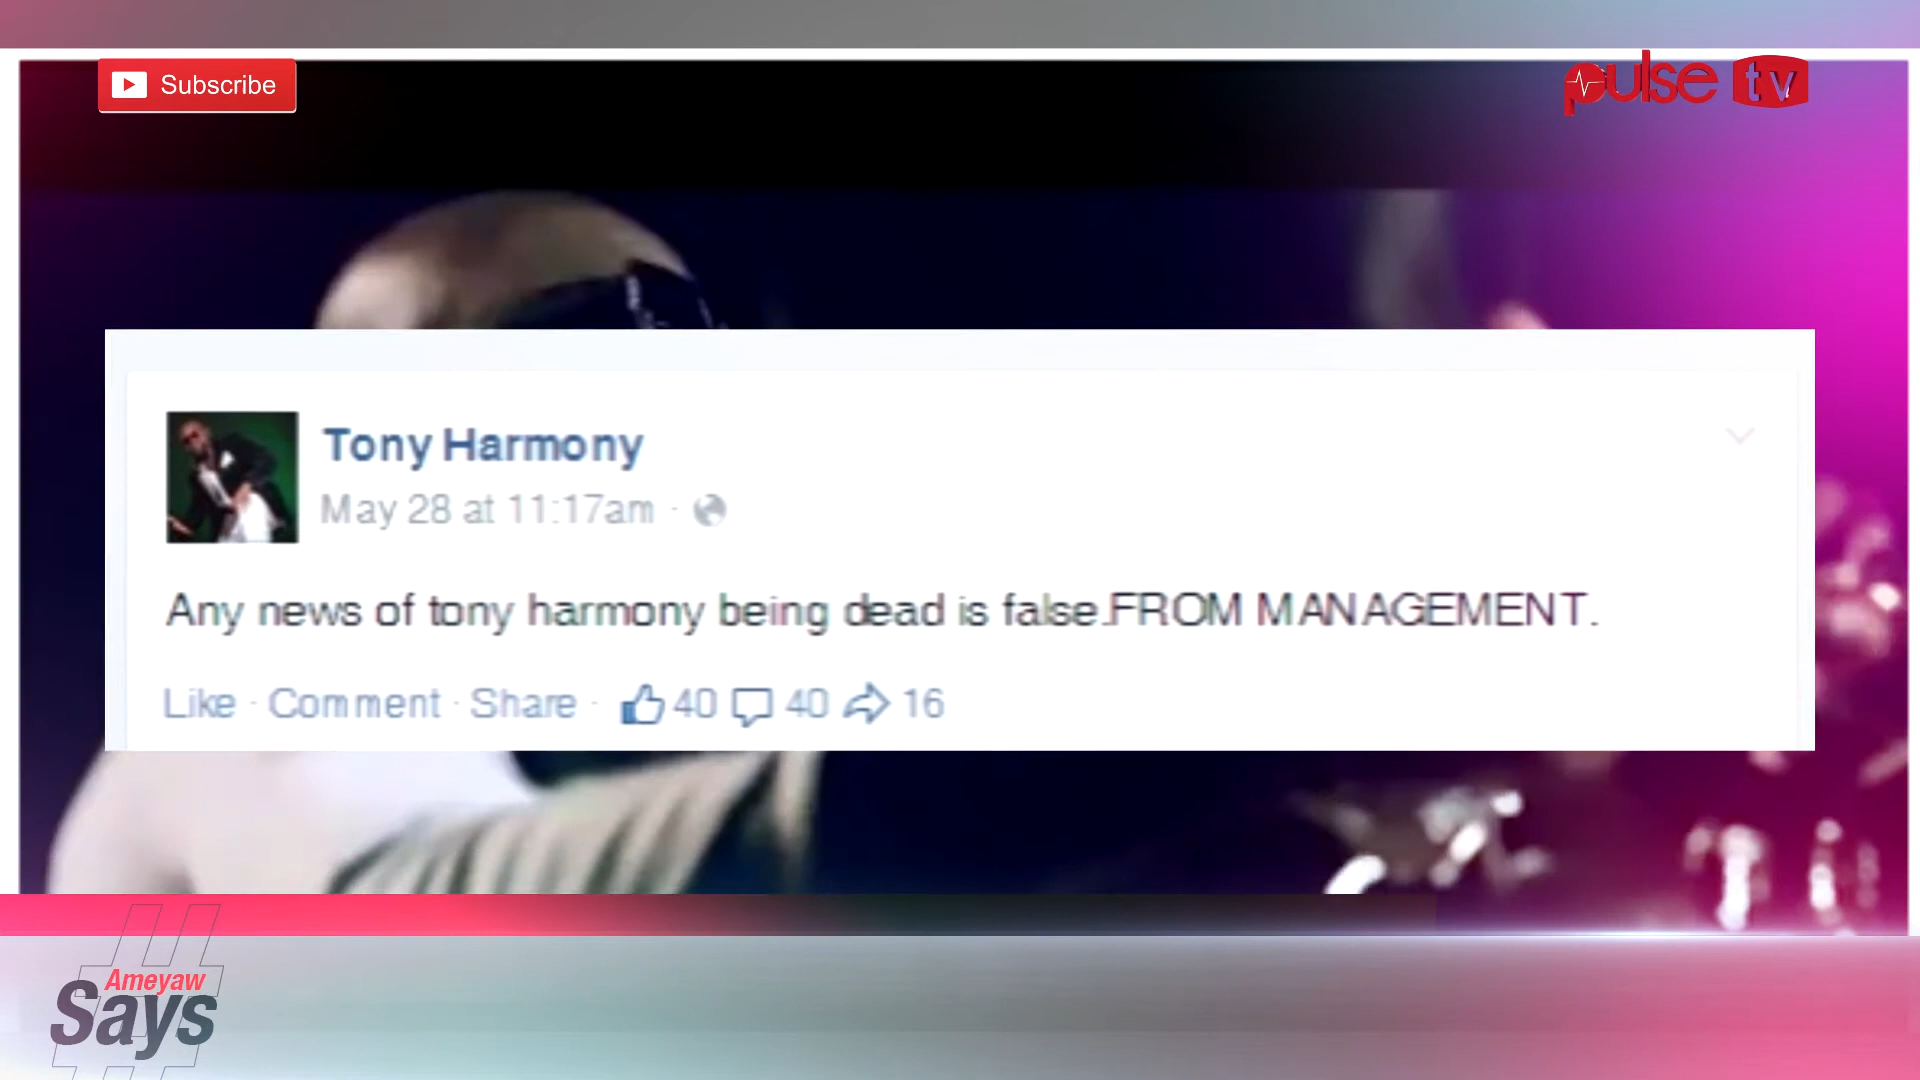 Subscribe
pulse tv
Tony Harmony
May 28 at 11:17am ·
Any news of tony harmony being dead is false.FROM MANAGEMENT.
Like · Comment · Share · 40 40 16
#
Ameyaw
Says